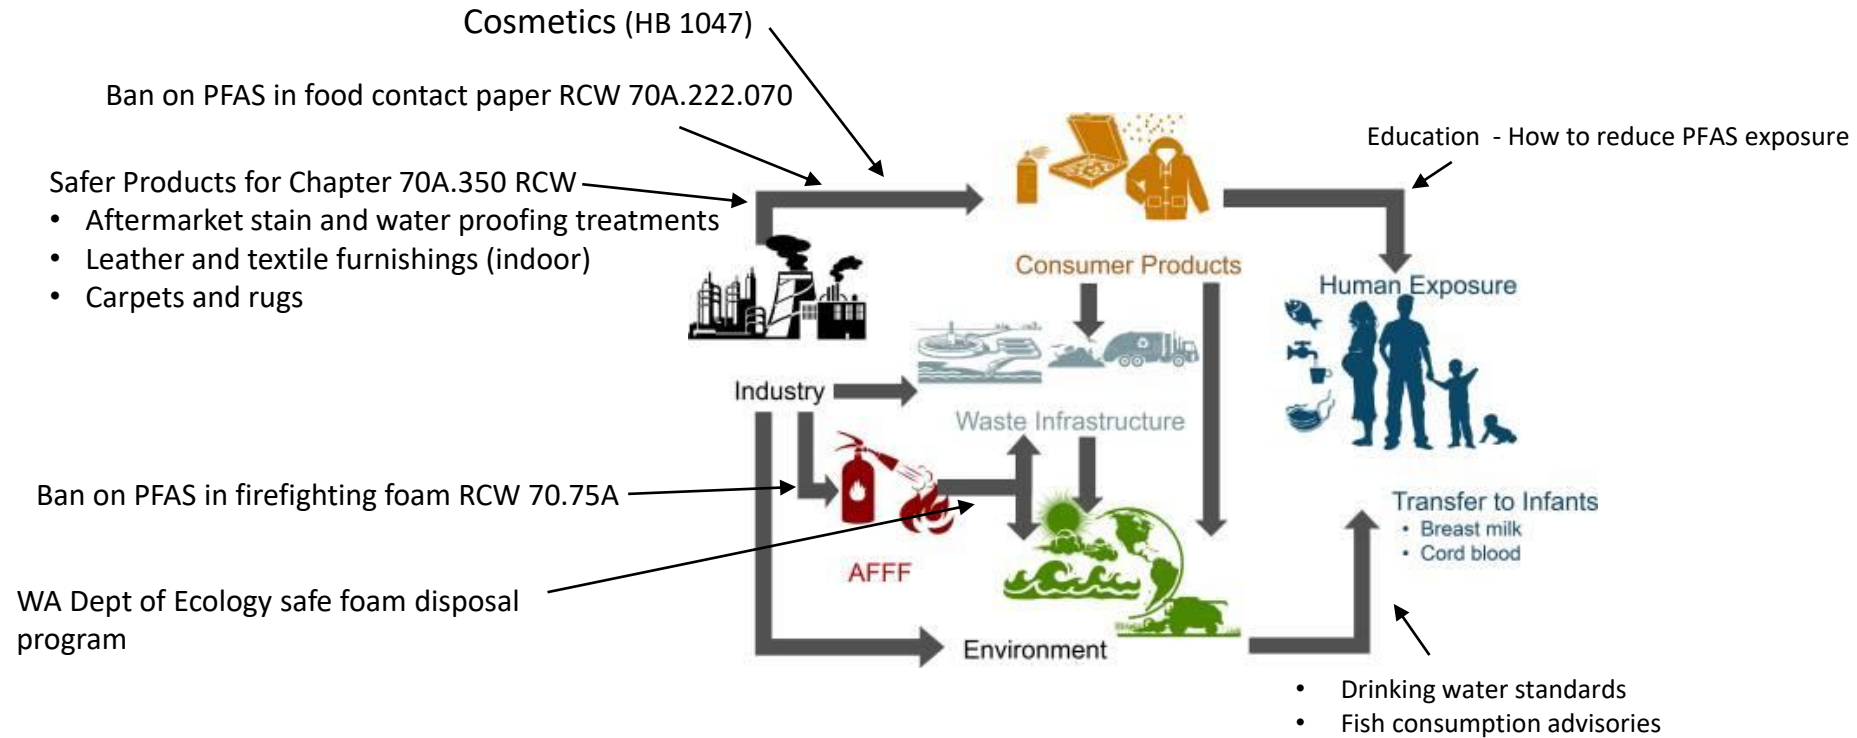 Cosmetics (HB 1047)
Ban on PFAS in food contact paper RCW 70A.222.070
Education - How to reduce PFAS exposure
Safer Products for Chapter 70A.350 RCW
• Aftermarket stain and water proofing treatments
• Leather and textile furnishings (indoor)
• Carpets and rugs
Consumer Products
Human Exposure
Industry
Waste Infrastructure
Ban on PFAS in firefighting foam RCW 70.75A
AFFF
Transfer to Infants
• Breast milk
• Cord blood
WA Dept of Ecology safe foam disposal
program
Environment
• Drinking water standards
• Fish consumption advisories